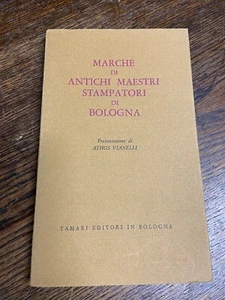 MARCHE
DI
ANTICHI MAESTRI
STAMPATORI
DI
BOLOGNA
Presentazione di
ATHOS VIANELLI
TAMARI EDITORI IN BOLOGNA